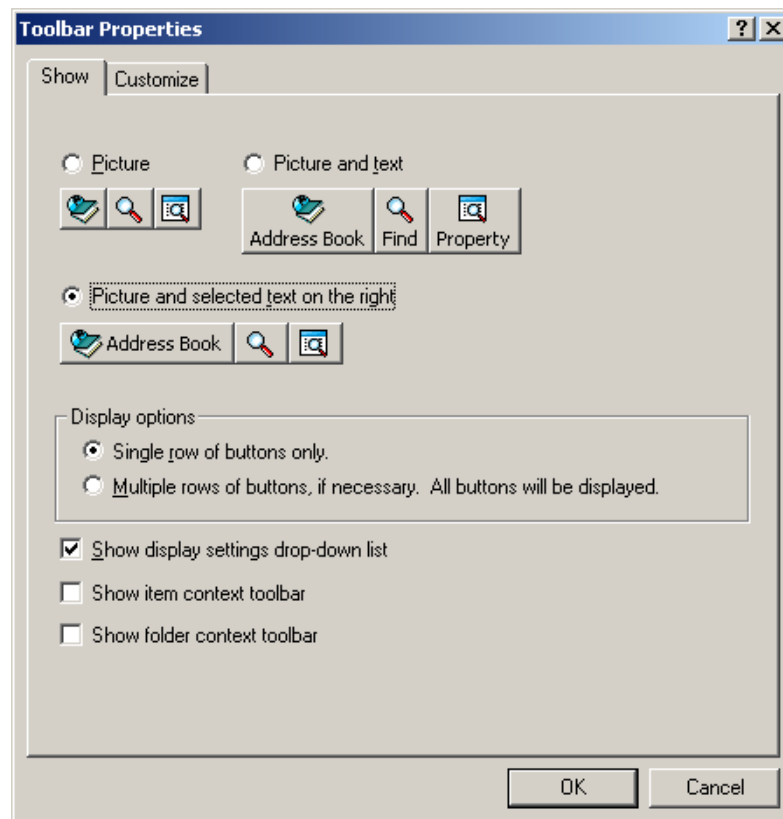 Toolbar Properties
Show Customize
Picture Picture and text
Address Book Find Property
Picture and selected text on the right
Address Book
Display options
Single row of buttons only.
Multiple rows of buttons, if necessary. All buttons will be displayed.
Show display settings drop-down list
Show item context toolbar
Show folder context toolbar
OK Cancel